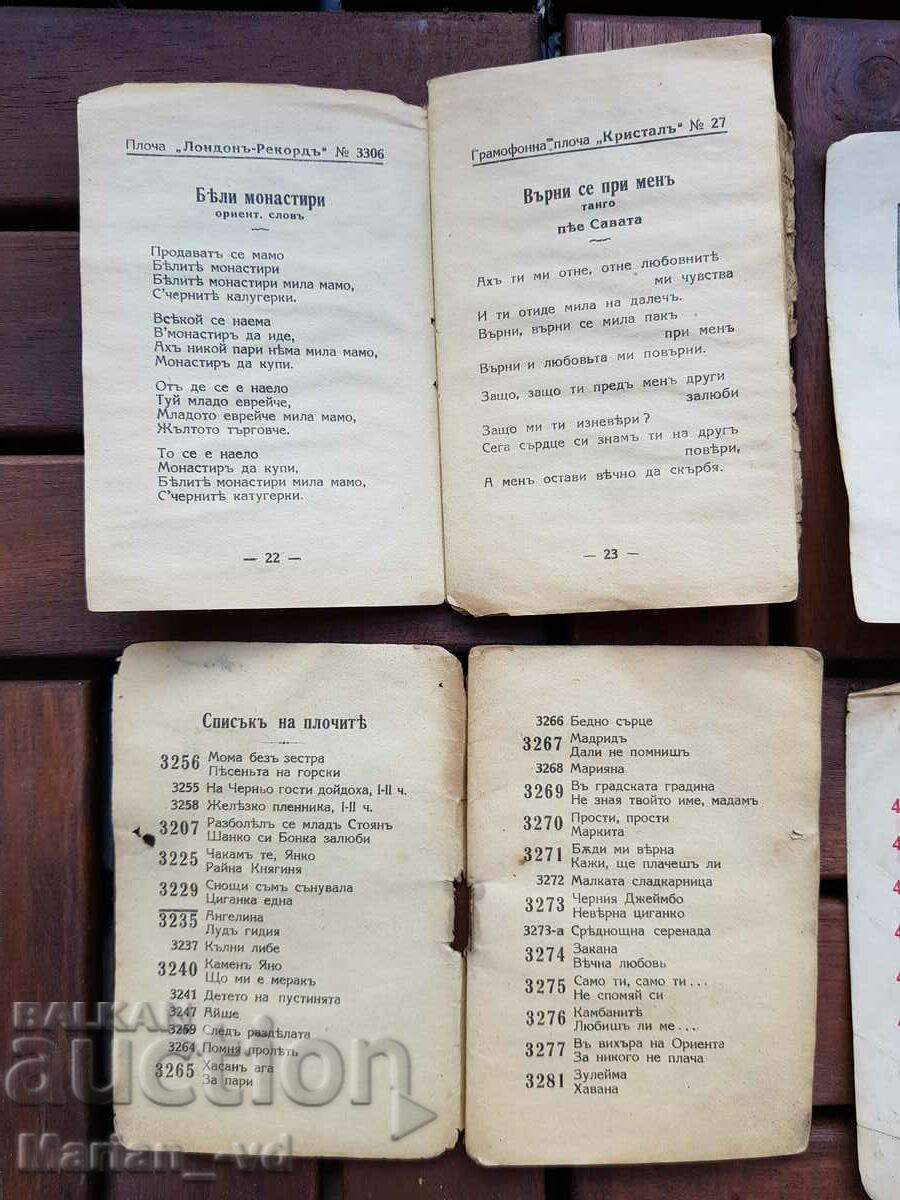 Плоча „Лондонъ-Рекордъ" № 3306
Бѣли монастири
ориент. словъ
Продаватъ се мамо
Бѣлитѣ монастири
Бѣлитѣ монастири мила мамо,
С'чернитѣ калугерки.
Всѣкой се наема
В'монастиръ да иде,
Ахъ никой пари нѣма мила мамо,
Монастиръ да купи.
Отъ де се е наело
Туй младо еврейче,
Младото еврейче мила мамо,
Жълтото търговче.
То се е наело
Монастиръ да купи,
Бѣлитѣ монастири мила мамо,
С'чернитѣ катугерки.
— 22 —
Грамофонна плоча „Кристалъ" № 27
Върни се при менъ
танго
пѣе Савата
Ахъ ти ми отне, отне любовнитѣ
ми чувства
И ти отиде мила на далечъ.
Върни, върни се мила пакъ
при менъ
Върни и любовьта ми повърни.
Защо, защо ти предъ менъ други
залюби
Защо ми ти изневѣри?
Сега сърдце си знамъ ти на другъ
повѣри,
А менъ остави вѣчно да скърбя.
— 23 —
Списъкъ на плочитѣ
3256 Мома безъ зестра
Пѣсеньта на горски
3255 На Черньо гости дойдоха, I-II ч.
3258 Желѣзко пленника, I-II ч.
3207 Разболѣлъ се младъ Стоянъ
Шанко си Бонка залюби
3225 Чакамъ те, Янко
Райна Княгиня
3229 Снощи съмъ сънувала
Циганка една
3235 Ангелина
Лудъ гидия
3237 Кълни либе
3240 Каменъ Яно
Що ми е меракъ
3241 Детето на пустинята
3247 Айше
3259 Следъ раздѣлата
3264 Помня пролѣть
3265 Хасанъ ага
За пари
3266 Бедно сърце
3267 Мадридъ
Дали не помнишъ
3268 Марияна
3269 Въ градската градина
Не зная твойто име, мадамъ
3270 Прости, прости
Маркита
3271 Бѫди ми вѣрна
Кажи, ще плачешъ ли
3272 Малката сладкарница
3273 Черния Джеймбо
Невѣрна циганко
3273-а Срѣднощна серенада
3274 Закана
Вѣчна любовь
3275 Само ти, само ти...
Не спомяй си
3276 Камбанитѣ
Любишъ ли ме...
3277 Въ вихъра на Ориента
За никого не плача
3281 Зулейма
Хавана
BALKAN
auction
Marian_-vd